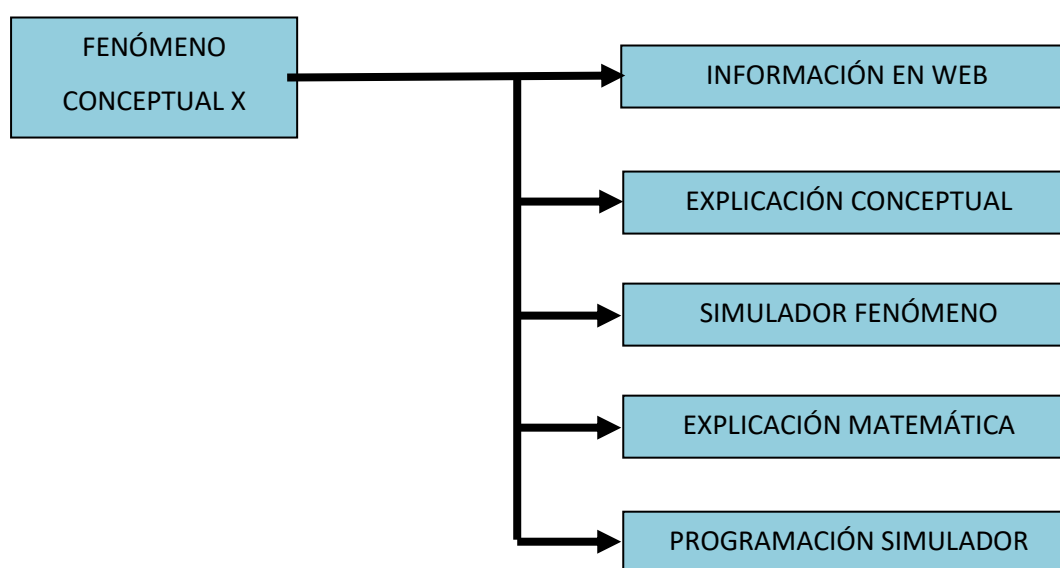 FENÓMENO
CONCEPTUAL X
INFORMACIÓN EN WEB
EXPLICACIÓN CONCEPTUAL
SIMULADOR FENÓMENO
EXPLICACIÓN MATEMÁTICA
PROGRAMACIÓN SIMULADOR